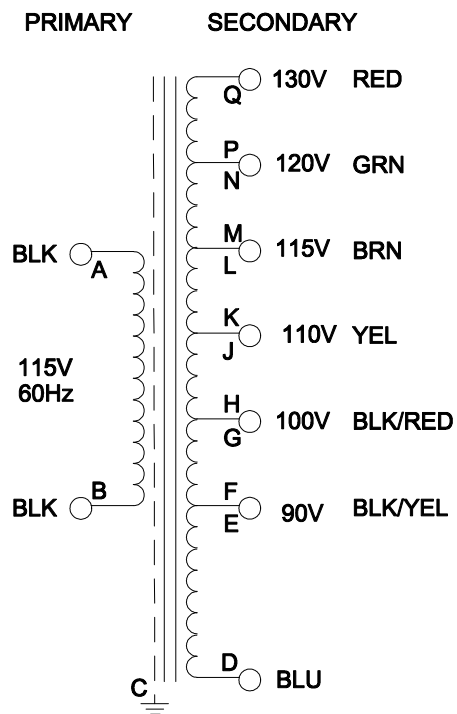 PRIMARY SECONDARY
Q 130V RED
P
N 120V GRN
M
L 115V BRN
BLK A
K
J 110V YEL
115V
60Hz
H
G 100V BLK/RED
B
BLK
F
E 90V BLK/YEL
D BLU
C